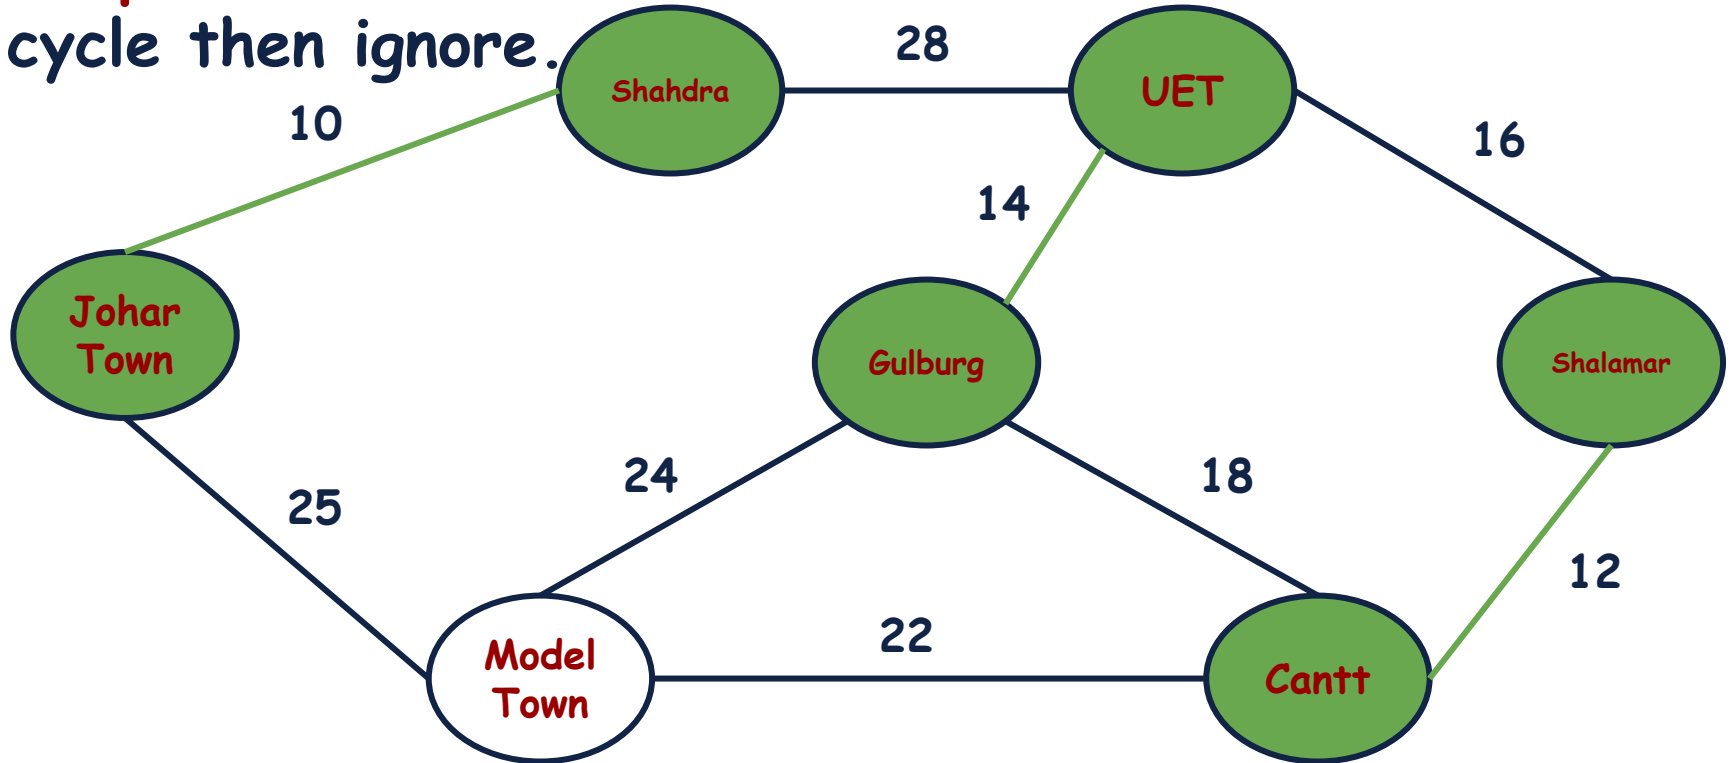 cycle then ignore.
28
Shahdra
UET
10
16
14
Johar
Town
Gulburg
Shalamar
24
18
25
12
22
Model
Town
Cantt